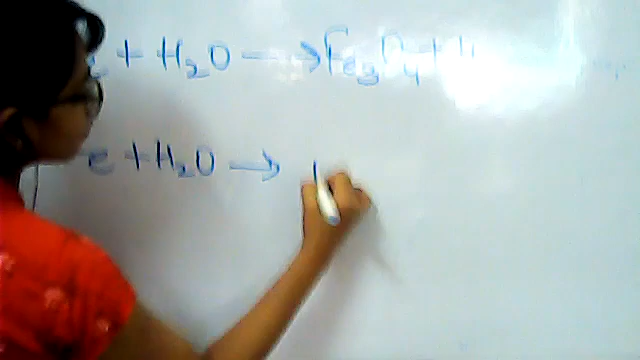 e + H₂O → Fe₃O₄ + H
e + H₂O →